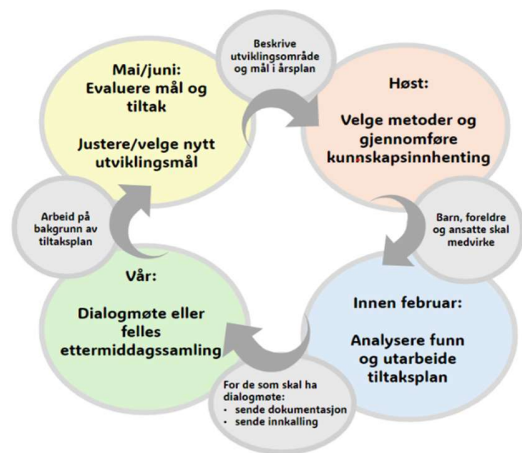 Beskrive
utviklingsområde
og mål i årsplan
Mai/juni:
Evaluere mål og
tiltak
Justere/velge nytt
utviklingsmål
Høst:
Velge metoder og
gjennomføre
kunnskapsinnhenting
Arbeid på
bakgrunn av
tiltaksplan
Barn, foreldre
og ansatte skal
medvirke
Vår:
Dialogmøte eller
felles
ettermiddagssamling
Innen februar:
Analysere funn
og utarbeide
tiltaksplan
For de som skal ha
dialogmøte:
• sende dokumentasjon
• sende innkalling